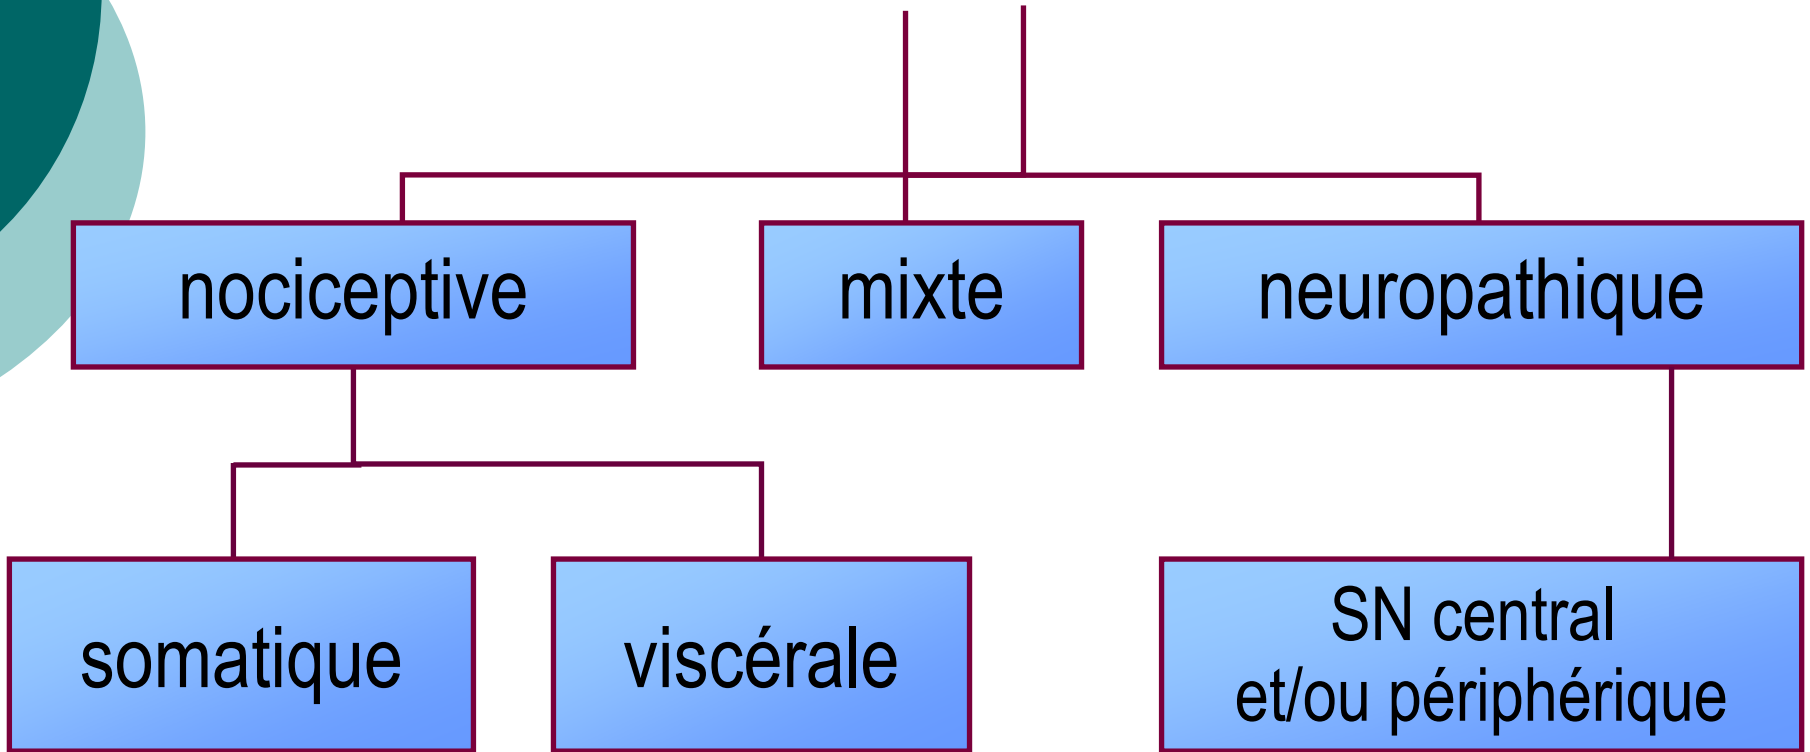 nociceptive
mixte
neuropathique
somatique
viscérale
SN central
et/ou périphérique